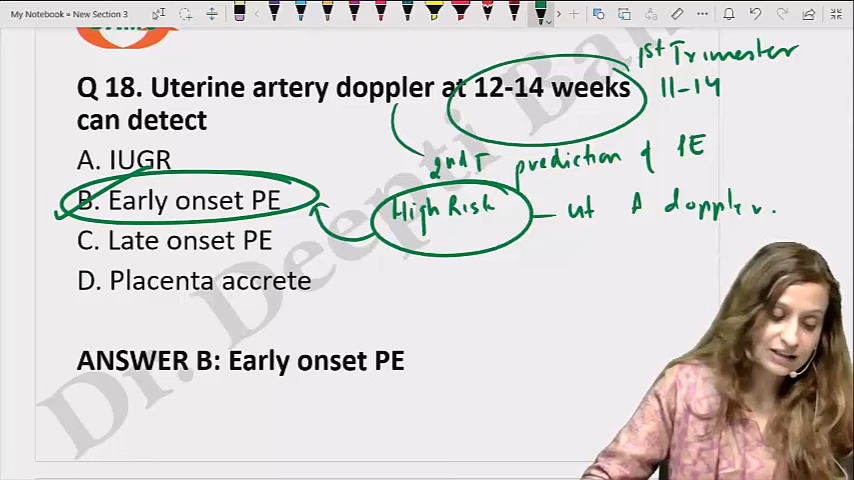 My Notebook – New Section 3
1st Trimester
11-14
Q 18. Uterine artery doppler at 12-14 weeks
can detect
A. IUGR
2nd T prediction of PE
B. Early onset PE
High Risk – ut A doppler.
C. Late onset PE
D. Placenta accrete
ANSWER B: Early onset PE
Dr. Deepti Bah